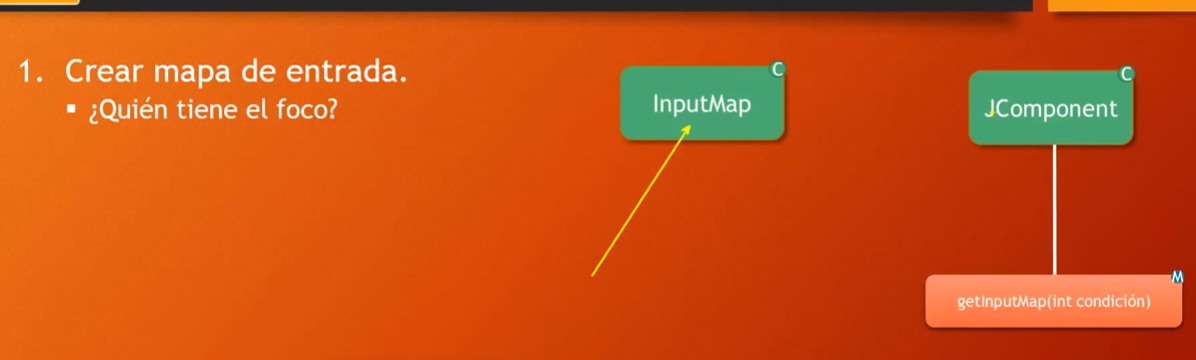 1. Crear mapa de entrada.
▪ ¿Quién tiene el foco?
InputMap
C
JComponent
C
getInputMap(int condición)
M